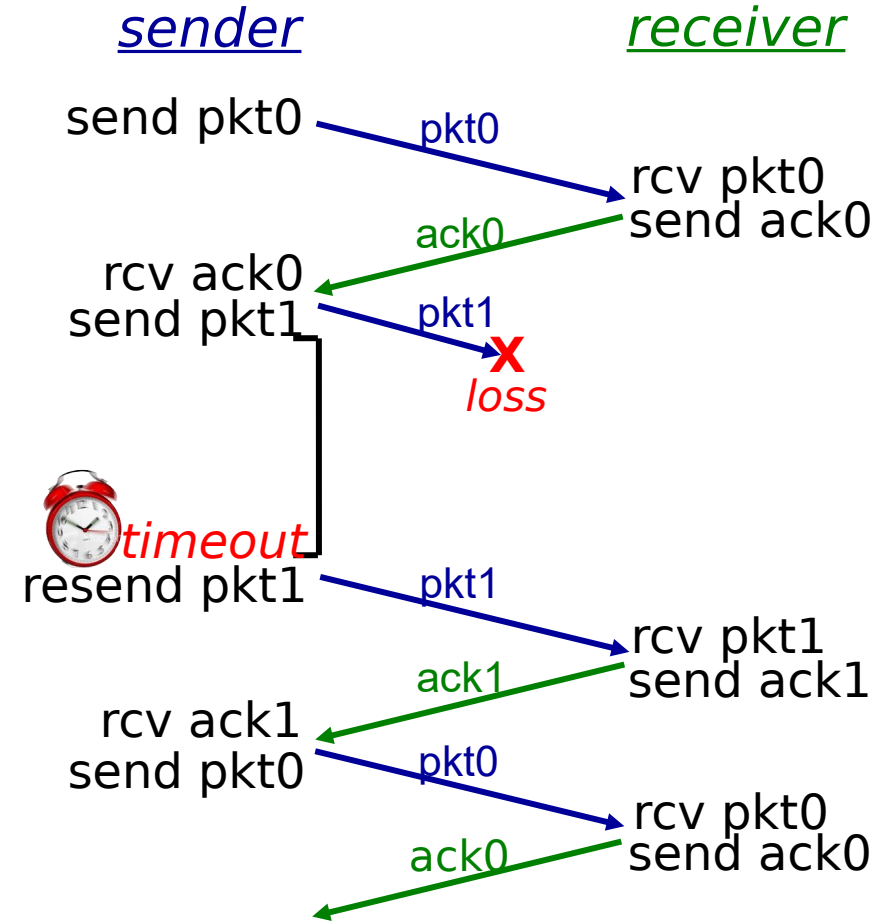 sender
receiver
send pkt0
pkt0
rcv pkt0
send ack0
ack0
rcv ack0
send pkt1
pkt1
X
loss
timeout
resend pkt1
pkt1
rcv pkt1
send ack1
ack1
rcv ack1
send pkt0
pkt0
rcv pkt0
send ack0
ack0